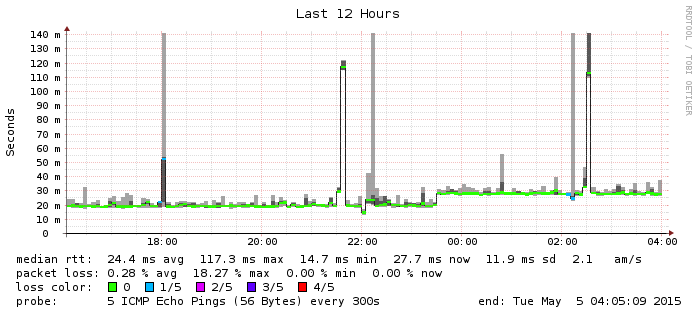 Last 12 Hours
RRDTOOL / TOBI OETIKER
Seconds
140 m
130 m
120 m
110 m
100 m
90 m
80 m
70 m
60 m
50 m
40 m
30 m
20 m
10 m
0
18:00 20:00 22:00 00:00 02:00 04:00
median rtt: 24.4 ms avg 117.3 ms max 14.7 ms min 27.7 ms now 11.9 ms sd 2.1 am/s
packet loss: 0.28 % avg 18.27 % max 0.00 % min 0.00 % now
loss color: 0 1/5 2/5 3/5 4/5
probe: 5 ICMP Echo Pings (56 Bytes) every 300s end: Tue May 5 04:05:09 2015